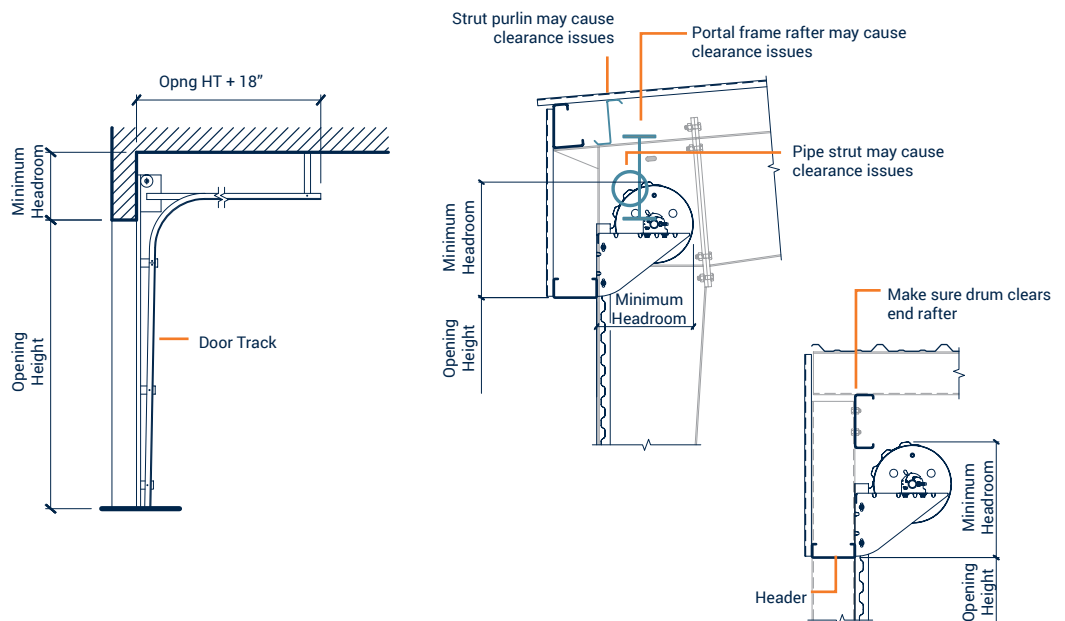 Opng HT + 18”
Minimum
Headroom
Opening
Height
Door Track
Strut purlin may cause
clearance issues
Portal frame rafter may cause
clearance issues
Pipe strut may cause
clearance issues
Minimum
Headroom
Minimum
Headroom
Opening
Height
Make sure drum clears
end rafter
Minimum
Headroom
Opening
Height
Header